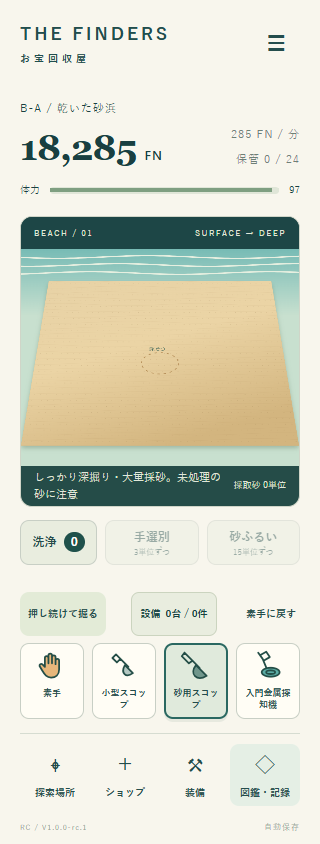 THE FINDERS
お宝回収屋
B-A / 乾いた砂浜
18,285 FN
285 FN / 分
保管 0 / 24
体力 97
BEACH / 01 SURFACE — DEEP
しっかり深掘り・大量採砂。未処理の
砂に注意
採取砂 0単位
洗浄 0
手選別
3単位ずつ
砂ふるい
15単位ずつ
押し続けて掘る
設備 0台 / 0件
素手に戻す
素手
小型スコッ
プ
砂用スコッ
プ
入門金属探
知機
探索場所
ショップ
装備
図鑑・記録
RC / V1.0.0-rc.1
自動保存